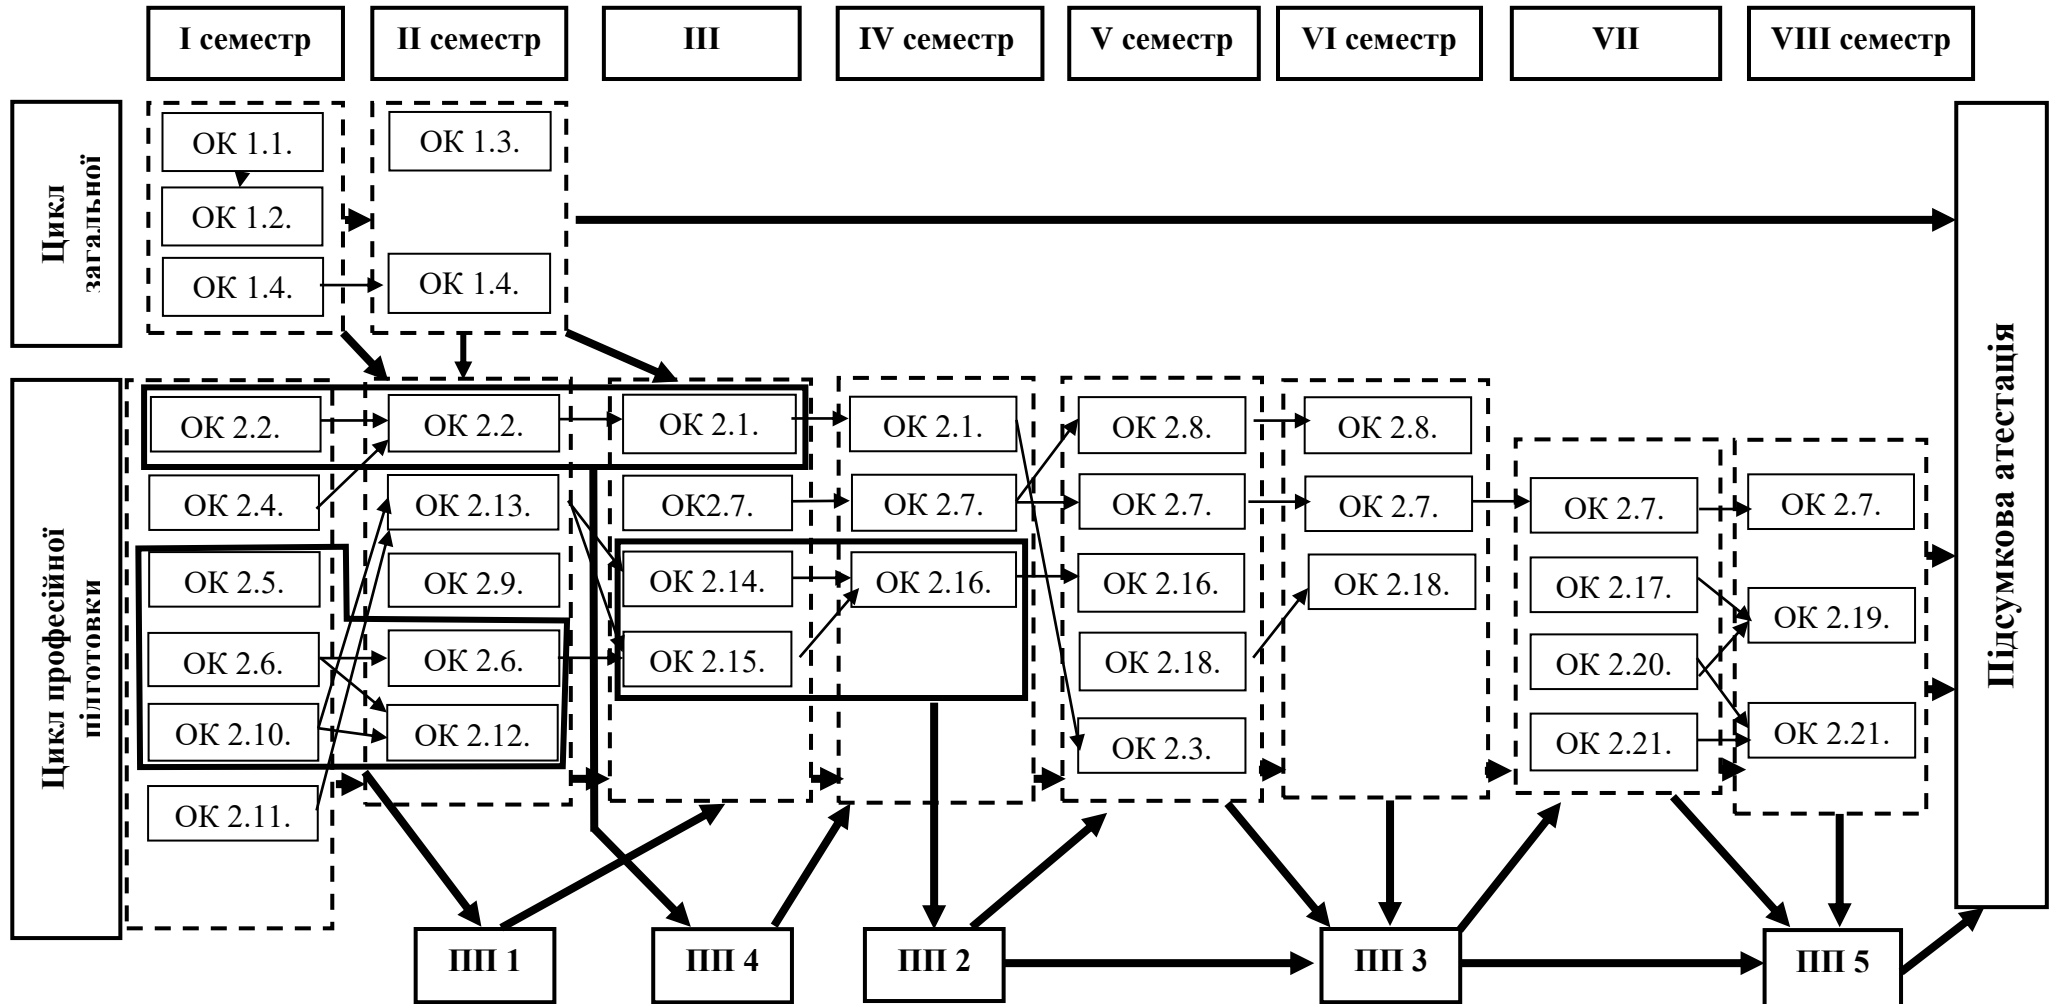 I семестр
II семестр
III
IV семестр
V семестр
VI семестр
VII
VIII семестр
Цикл
загальної
ОК 1.1.
ОК 1.2.
ОК 1.4.
ОК 1.3.
ОК 1.4.
Цикл професійної
підготовки
ОК 2.2.
ОК 2.4.
ОК 2.5.
ОК 2.6.
ОК 2.10.
ОК 2.11.
ОК 2.2.
ОК 2.13.
ОК 2.9.
ОК 2.6.
ОК 2.12.
ОК 2.1.
ОК2.7.
ОК 2.14.
ОК 2.15.
ОК 2.1.
ОК 2.7.
ОК 2.16.
ОК 2.8.
ОК 2.7.
ОК 2.16.
ОК 2.18.
ОК 2.3.
ОК 2.8.
ОК 2.7.
ОК 2.18.
ОК 2.7.
ОК 2.17.
ОК 2.20.
ОК 2.21.
ОК 2.7.
ОК 2.19.
ОК 2.21.
Підсумкова атестація
ПП 1
ПП 4
ПП 2
ПП 3
ПП 5